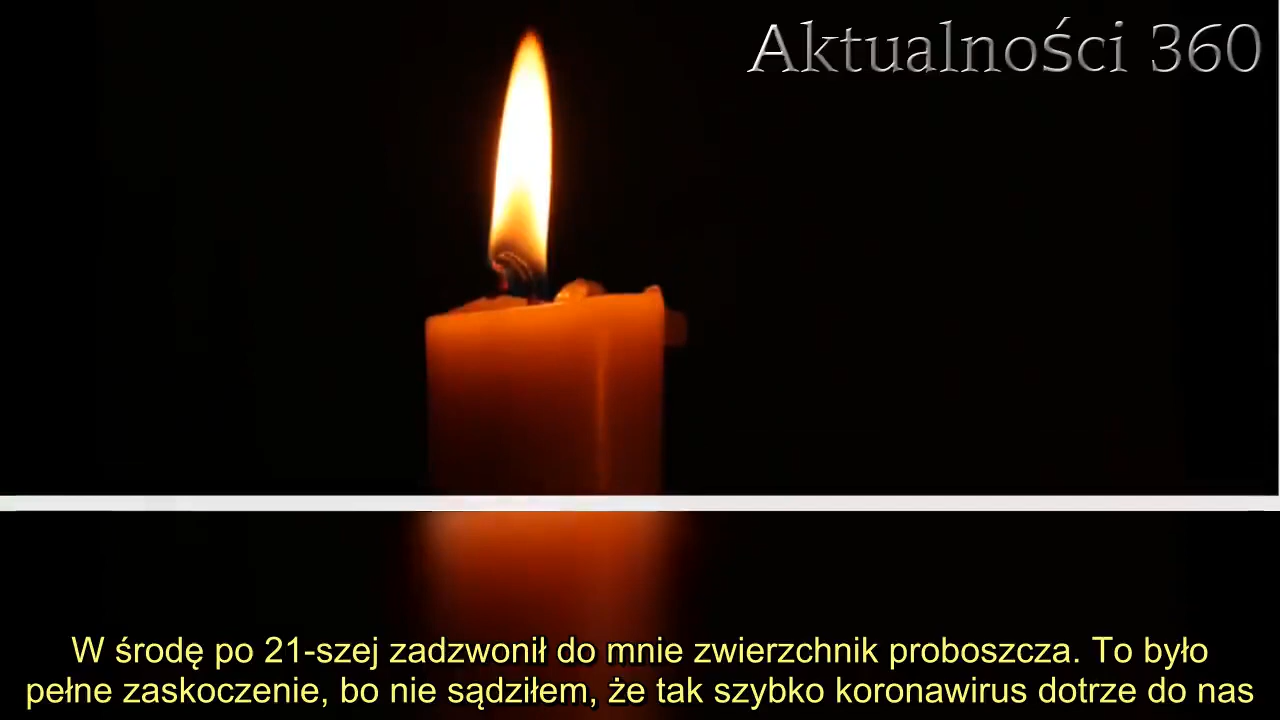 Aktualności 360
W środę po 21-szej zadzwonił do mnie zwierzchnik proboszcza. To było
pełne zaskoczenie, bo nie sądziłem, że tak szybko koronawirus dotrze do nas